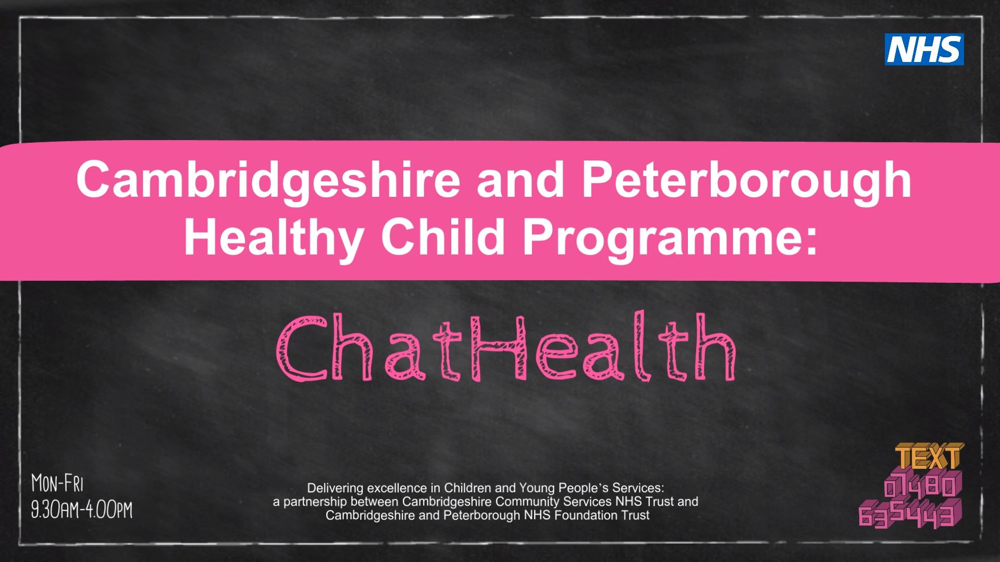 NHS
Cambridgeshire and Peterborough
Healthy Child Programme:
ChatHealth
Mon-Fri
9.30am-4.00pm
Delivering excellence in Children and Young People’s Services:
a partnership between Cambridgeshire Community Services NHS Trust and
Cambridgeshire and Peterborough NHS Foundation Trust
TEXT
07480
635443